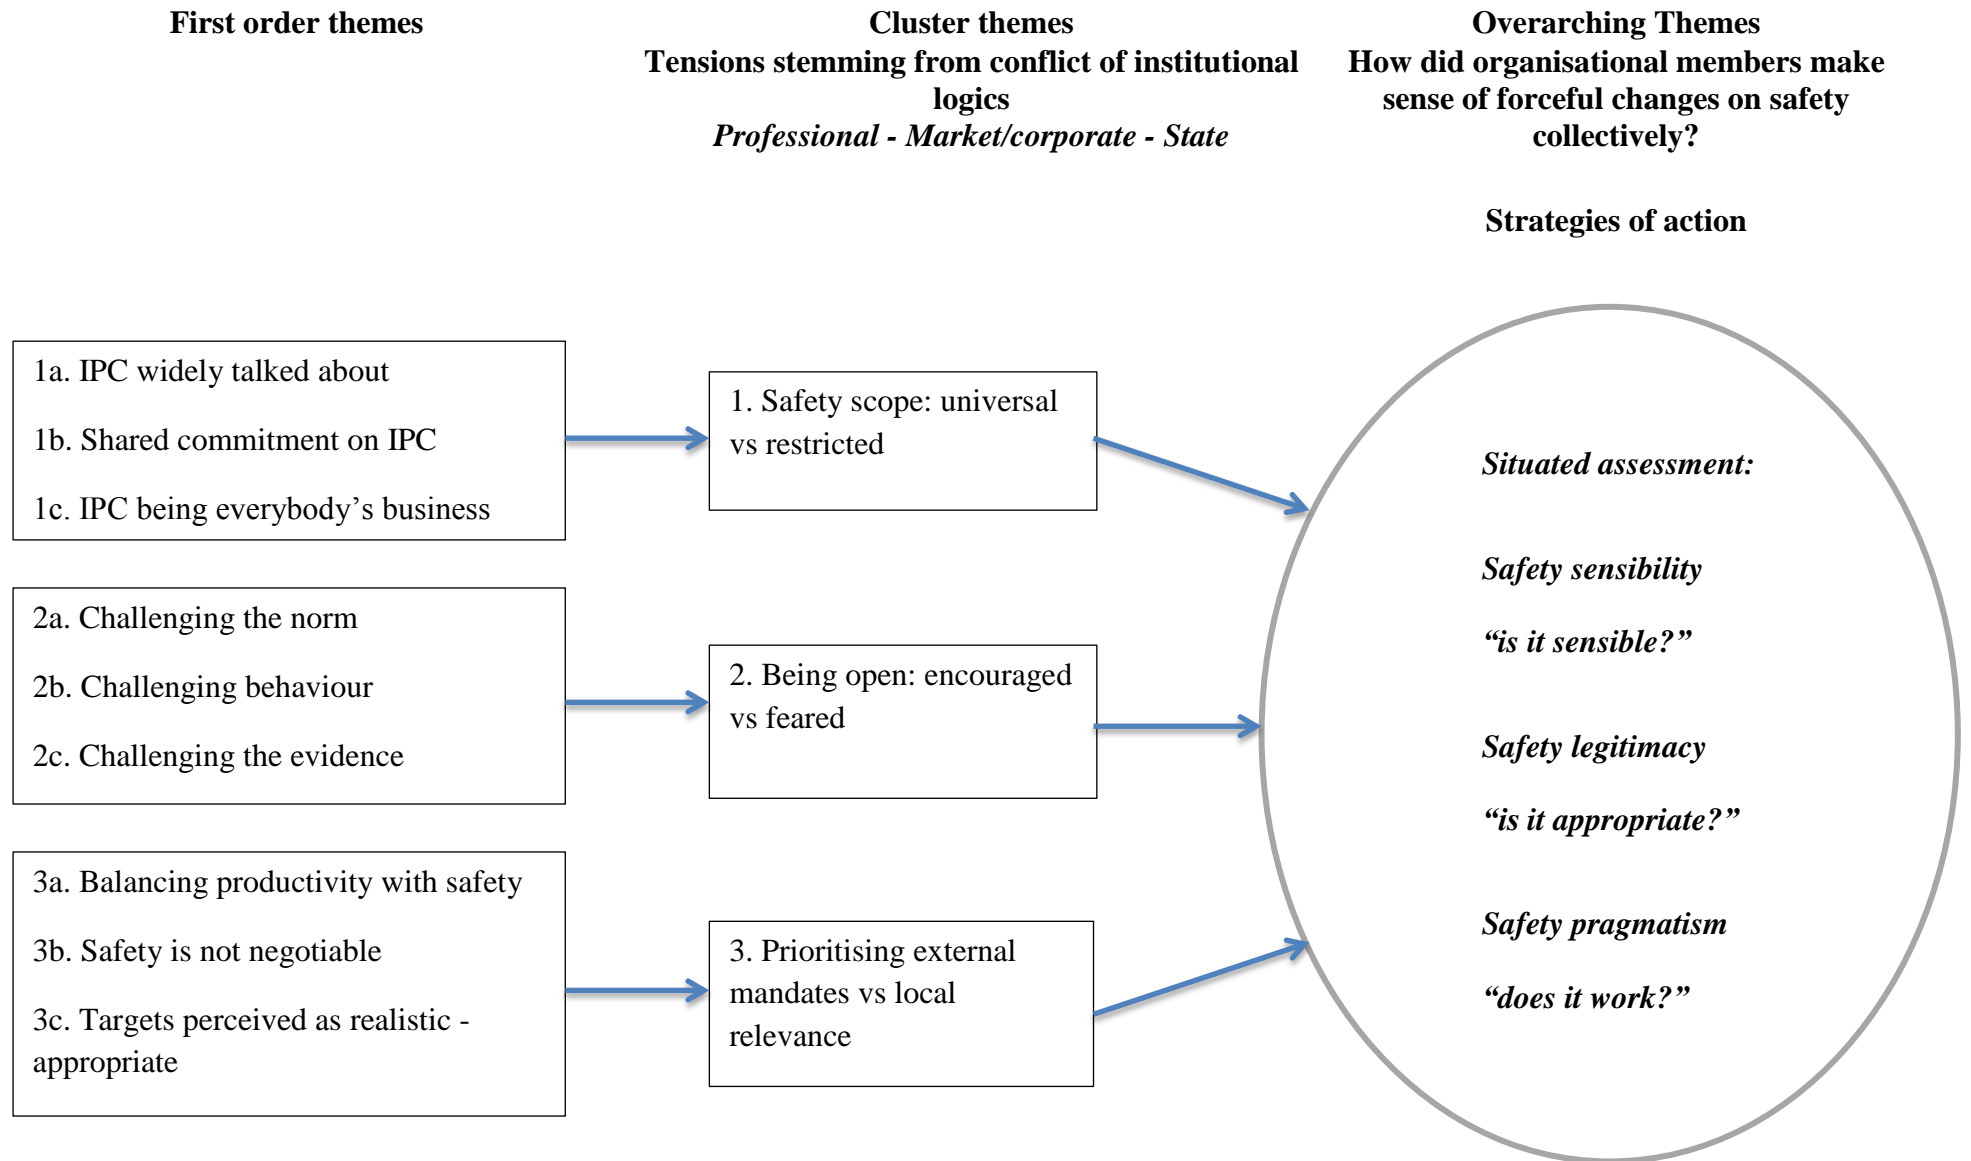 First order themes
Cluster themes
Tensions stemming from conflict of institutional
logics
Professional - Market/corporate - State
Overarching Themes
How did organisational members make
sense of forceful changes on safety
collectively?
Strategies of action
1a. IPC widely talked about
1b. Shared commitment on IPC
1c. IPC being everybody’s business
2a. Challenging the norm
2b. Challenging behaviour
2c. Challenging the evidence
3a. Balancing productivity with safety
3b. Safety is not negotiable
3c. Targets perceived as realistic -
appropriate
1. Safety scope: universal
vs restricted
2. Being open: encouraged
vs feared
3. Prioritising external
mandates vs local
relevance
Situated assessment:
Safety sensibility
“is it sensible?”
Safety legitimacy
“is it appropriate?”
Safety pragmatism
“does it work?”